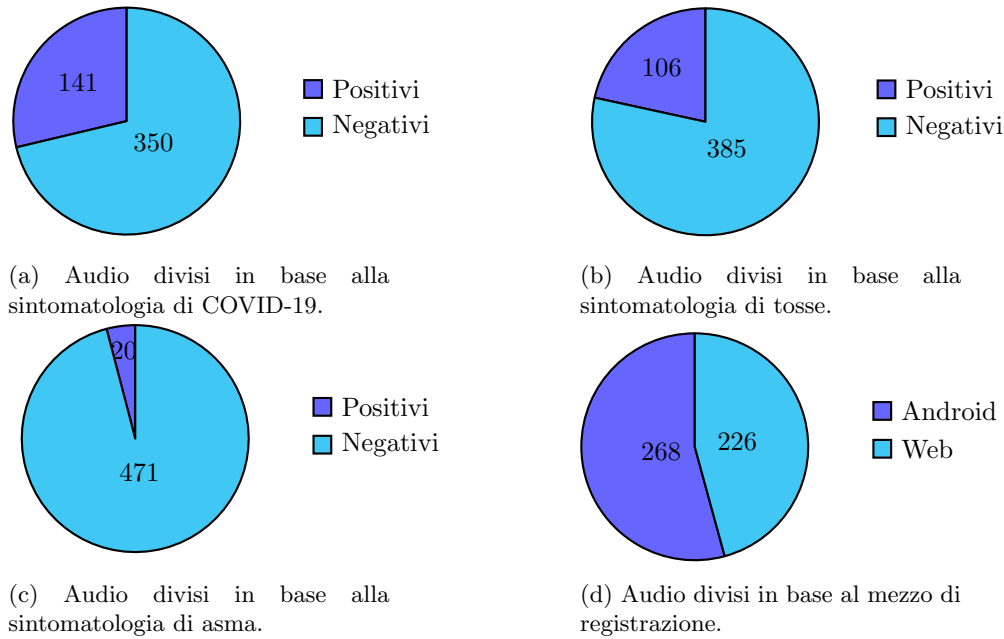 141
350
Positivi
Negativi
(a) Audio divisi in base alla
sintomatologia di COVID-19.
106
385
Positivi
Negativi
(b) Audio divisi in base alla
sintomatologia di tosse.
20
471
Positivi
Negativi
(c) Audio divisi in base alla
sintomatologia di asma.
268
226
Android
Web
(d) Audio divisi in base al mezzo di
registrazione.